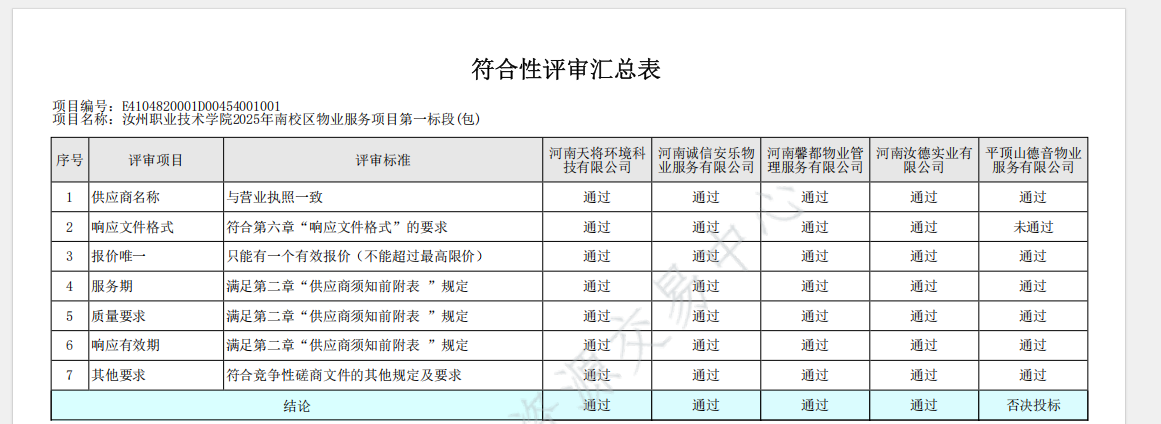 符合性评审汇总表
项目编号：E4104820001D00454001001
项目名称：汝州职业技术学院2025年南校区物业服务项目第一标段(包)
序号 评审项目 评审标准 河南天将环境科技有限公司 河南诚信安乐物业服务有限公司 河南馨都物业管理服务有限公司 河南汝德实业有限公司 平顶山德音物业服务有限公司
1 供应商名称 与营业执照一致 通过 通过 通过 通过 通过
2 响应文件格式 符合第六章“响应文件格式”的要求 通过 通过 通过 通过 未通过
3 报价唯一 只能有一个有效报价（不能超过最高限价） 通过 通过 通过 通过 通过
4 服务期 满足第二章“供应商须知前附表 ”规定 通过 通过 通过 通过 通过
5 质量要求 满足第二章“供应商须知前附表 ”规定 通过 通过 通过 通过 通过
6 响应有效期 满足第二章“供应商须知前附表 ”规定 通过 通过 通过 通过 通过
7 其他要求 符合竞争性磋商文件的其他规定及要求 通过 通过 通过 通过 通过
结论 通过 通过 通过 通过 否决投标
资源交易中心